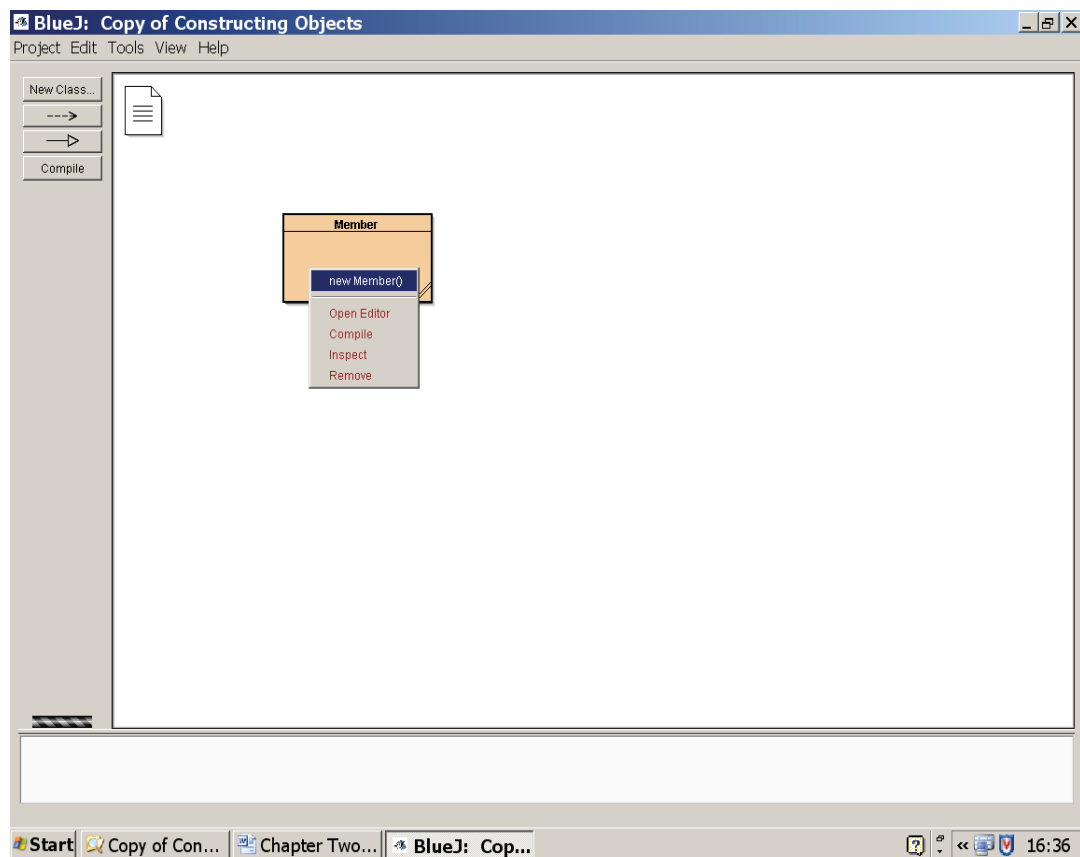 BlueJ: Copy of Constructing Objects
Project Edit Tools View Help
New Class...
Compile
Member
new Member()
Open Editor
Compile
Inspect
Remove
Start Copy of Con... Chapter Two... BlueJ: Cop... 16:36